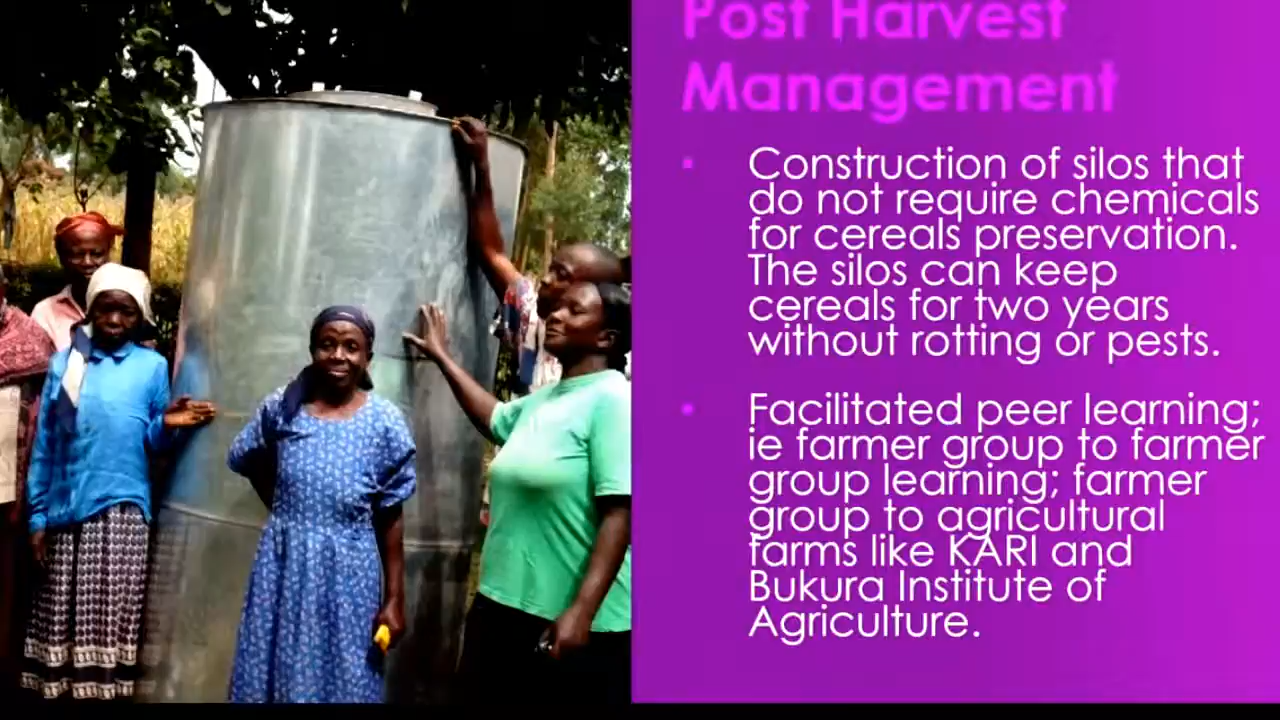 Post Harvest
Management
Construction of silos that
do not require chemicals
for cereals preservation.
The silos can keep
cereals for two years
without rotting or pests.
Facilitated peer learning;
ie farmer group to farmer
group learning; farmer
group to agricultural
farms like KARI and
Bukura Institute of
Agriculture.